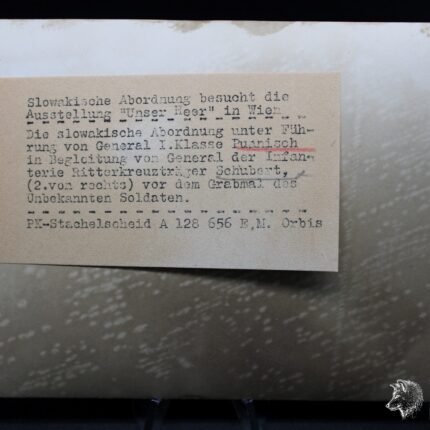 Slowakische Abordnung besucht die
Ausstellung "Unser Heer" in Wien
Die slowakische Abordnung unter Füh-
rung von General I.Klasse Puanisch
in Begleitung von General der Infan-
terie Ritterkreuzträger Schubert,
(2.von rechts) vor dem Grabmal des
Unbekannten Soldaten.
PK-Stachelscheid A 128 656 E,M. Orbis